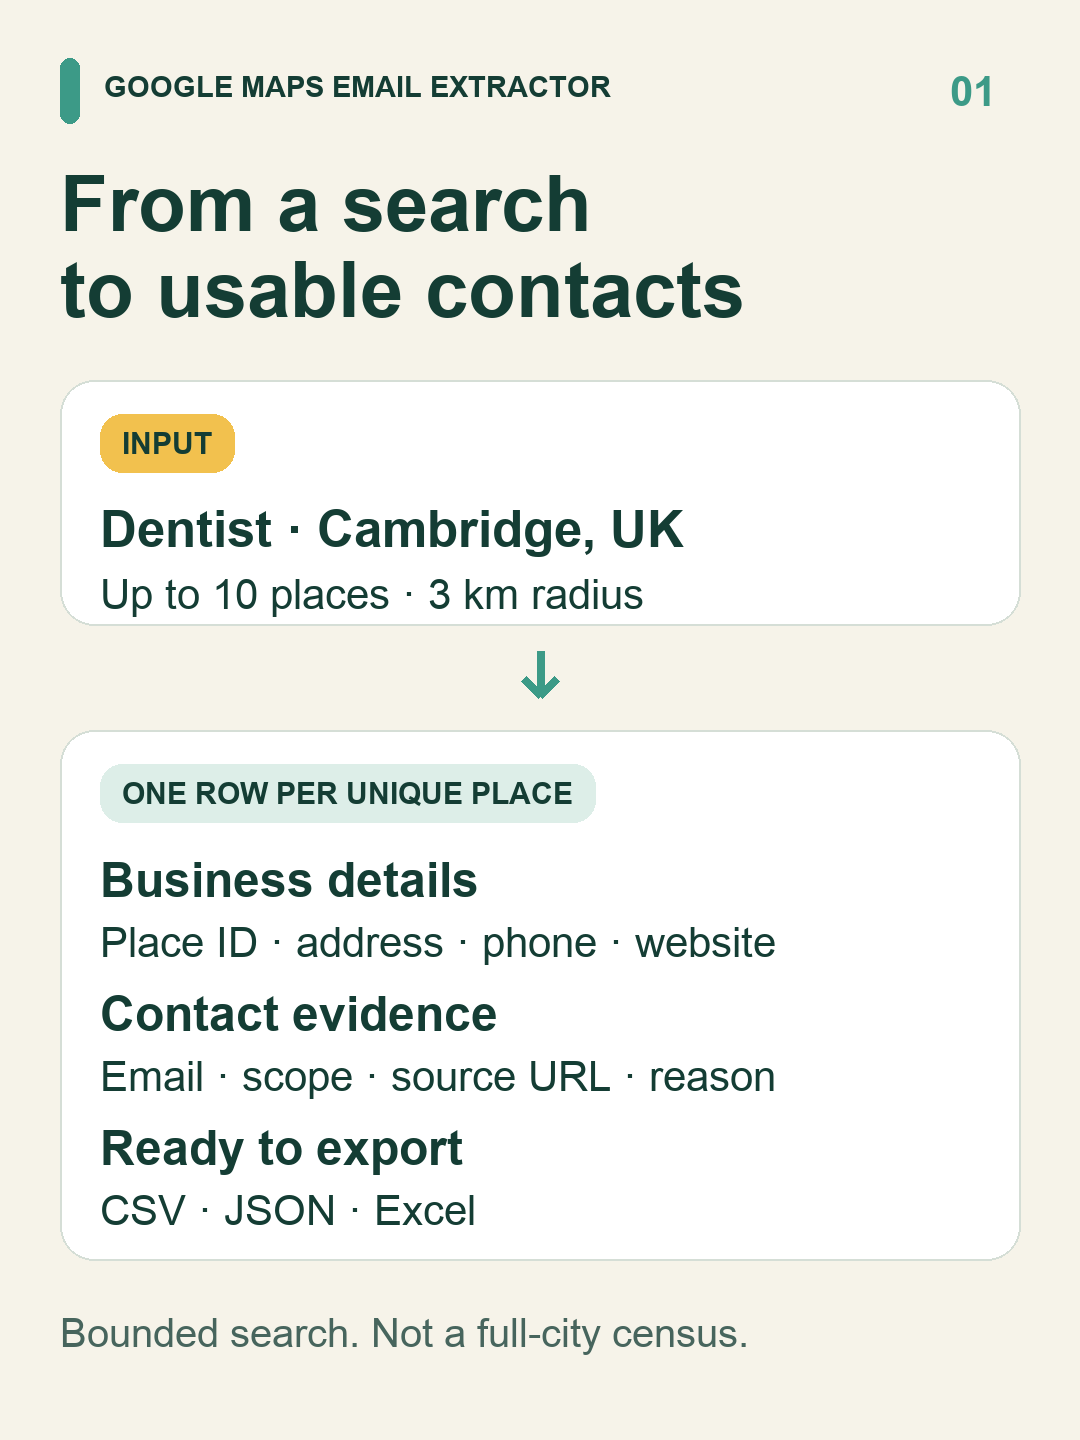 GOOGLE MAPS EMAIL EXTRACTOR
01
From a search
to usable contacts
INPUT
Dentist · Cambridge, UK
Up to 10 places · 3 km radius
ONE ROW PER UNIQUE PLACE
Business details
Place ID · address · phone · website
Contact evidence
Email · scope · source URL · reason
Ready to export
CSV · JSON · Excel
Bounded search. Not a full-city census.